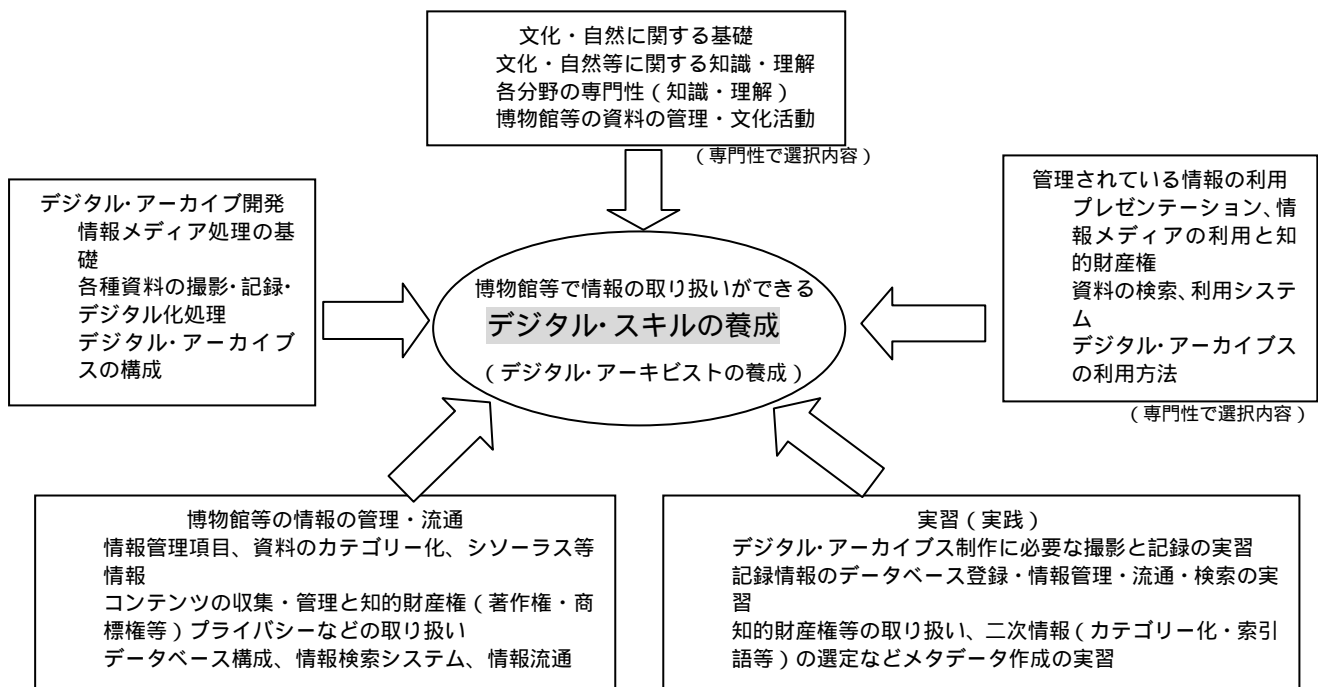 文化・自然に関する基礎
文化・自然等に関する知識・理解
各分野の専門性(知識・理解)
博物館等の資料の管理・文化活動
(専門性で選択内容)
デジタル・アーカイブ開発
情報メディア処理の基
礎
各種資料の撮影・記録・
デジタル化処理
デジタル・アーカイブ
スの構成
管理されている情報の利用
プレゼンテーション、情
報メディアの利用と知
的財産権
資料の検索、利用システ
ム
デジタル・アーカイブス
の利用方法
(専門性で選択内容)
博物館等で情報の取り扱いができる
デジタル・スキルの養成
(デジタル・アーキビストの養成)
博物館等の情報の管理・流通
情報管理項目、資料のカテゴリー化、シソーラス等
情報
コンテンツの収集・管理と知的財産権(著作権・商
標権等)プライバシーなどの取り扱い
データベース構成、情報検索システム、情報流通
実習(実践)
デジタル・アーカイブス制作に必要な撮影と記録の実習
記録情報のデータベース登録・情報管理・流通・検索の実
習
知的財産権等の取り扱い、二次情報(カテゴリー化・索引
語等)の選定などメタデータ作成の実習